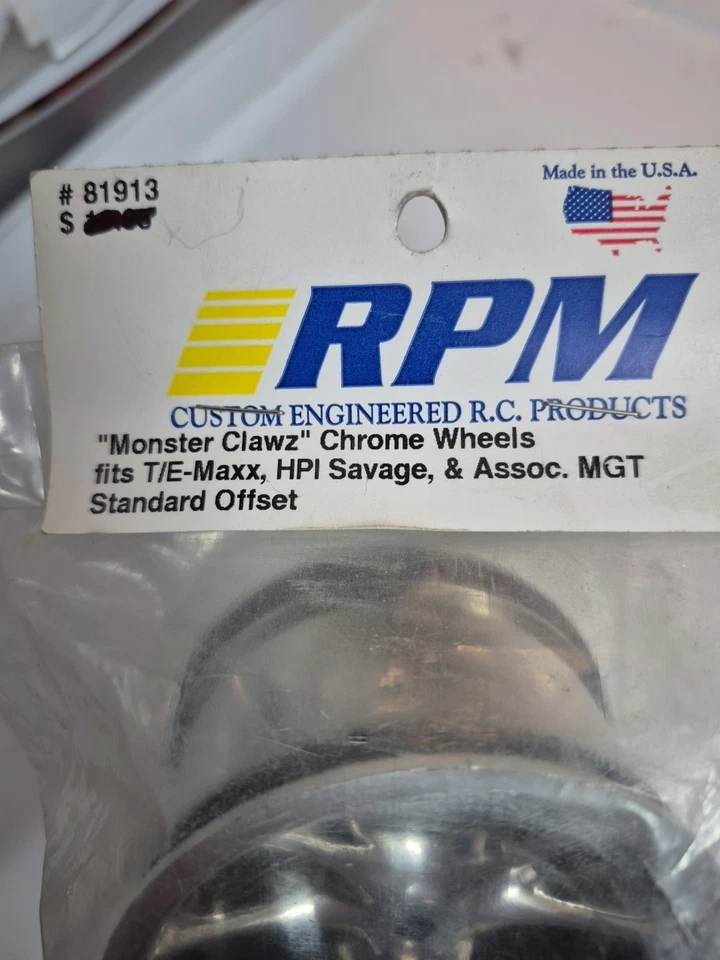 # 81913
$
Made in the U.S.A.
RPM
CUSTOM ENGINEERED R.C. PRODUCTS
"Monster Clawz" Chrome Wheels
fits T/E-Maxx, HPI Savage, & Assoc. MGT
Standard Offset